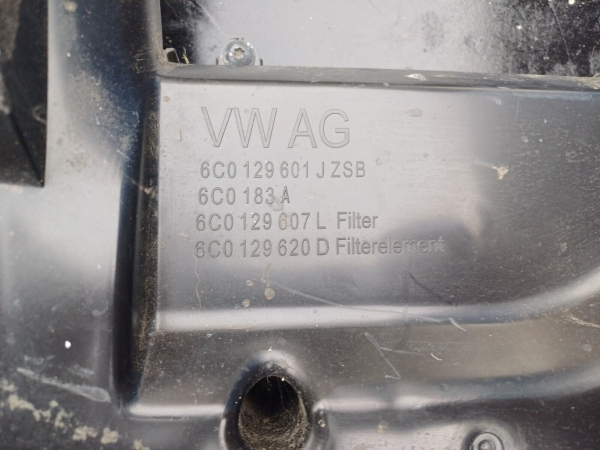 VW AG
6C0 129 601 J ZSB
6C0 183 A
6C0 129 607 L Filter
6C0 129 620 D Filterelement